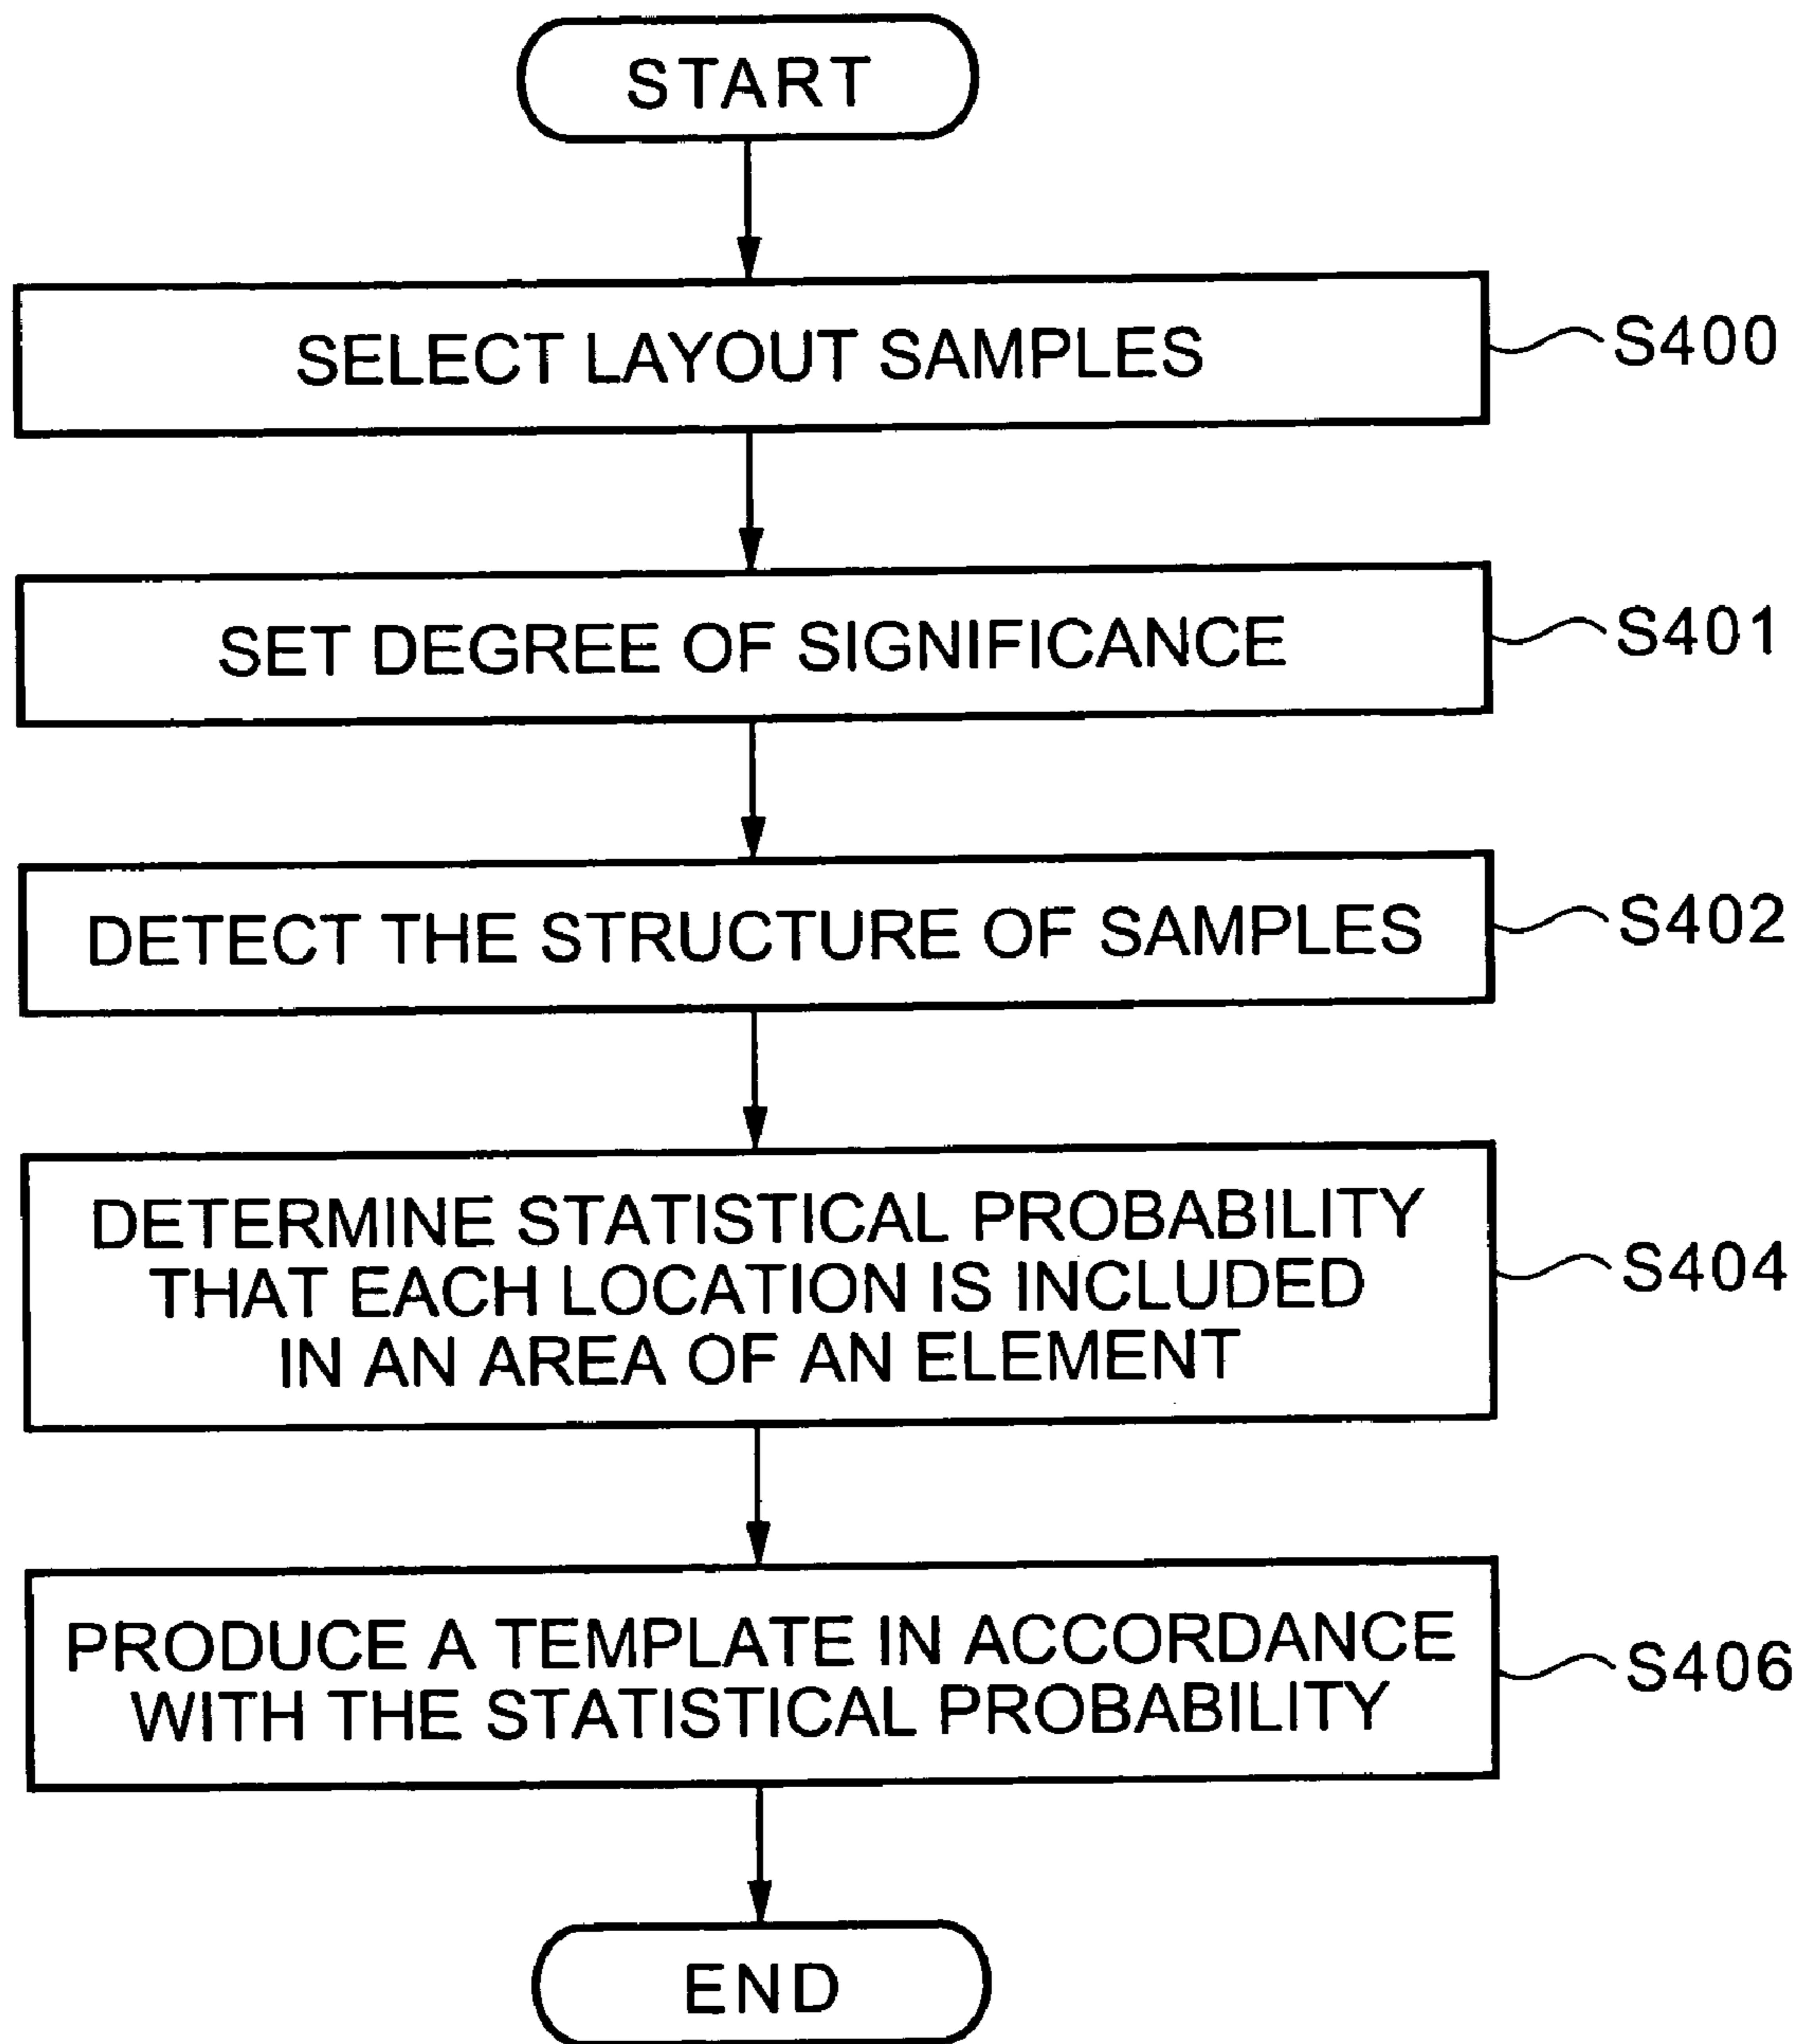 START
SELECT LAYOUT SAMPLES
S400
SET DEGREE OF SIGNIFICANCE
S401
DETECT THE STRUCTURE OF SAMPLES
S402
DETERMINE STATISTICAL PROBABILITY
THAT EACH LOCATION IS INCLUDED
IN AN AREA OF AN ELEMENT
S404
PRODUCE A TEMPLATE IN ACCORDANCE
WITH THE STATISTICAL PROBABILITY
S406
END